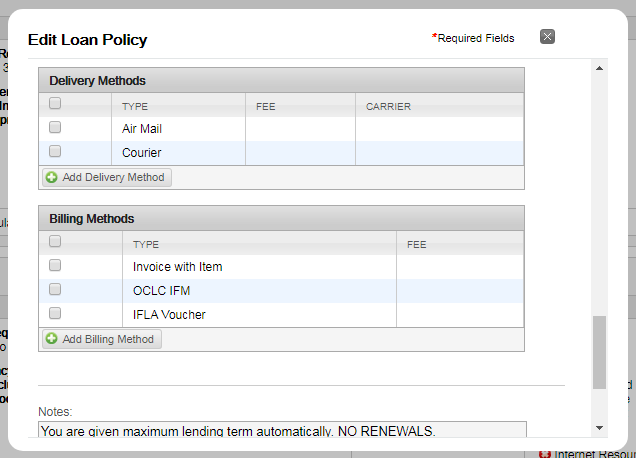 Edit Loan Policy
*Required Fields
Delivery Methods
TYPE FEE CARRIER
Air Mail
Courier
Add Delivery Method
Billing Methods
TYPE FEE
Invoice with Item
OCLC IFM
IFLA Voucher
Add Billing Method
Notes:
You are given maximum lending term automatically. NO RENEWALS.
Internet Resour